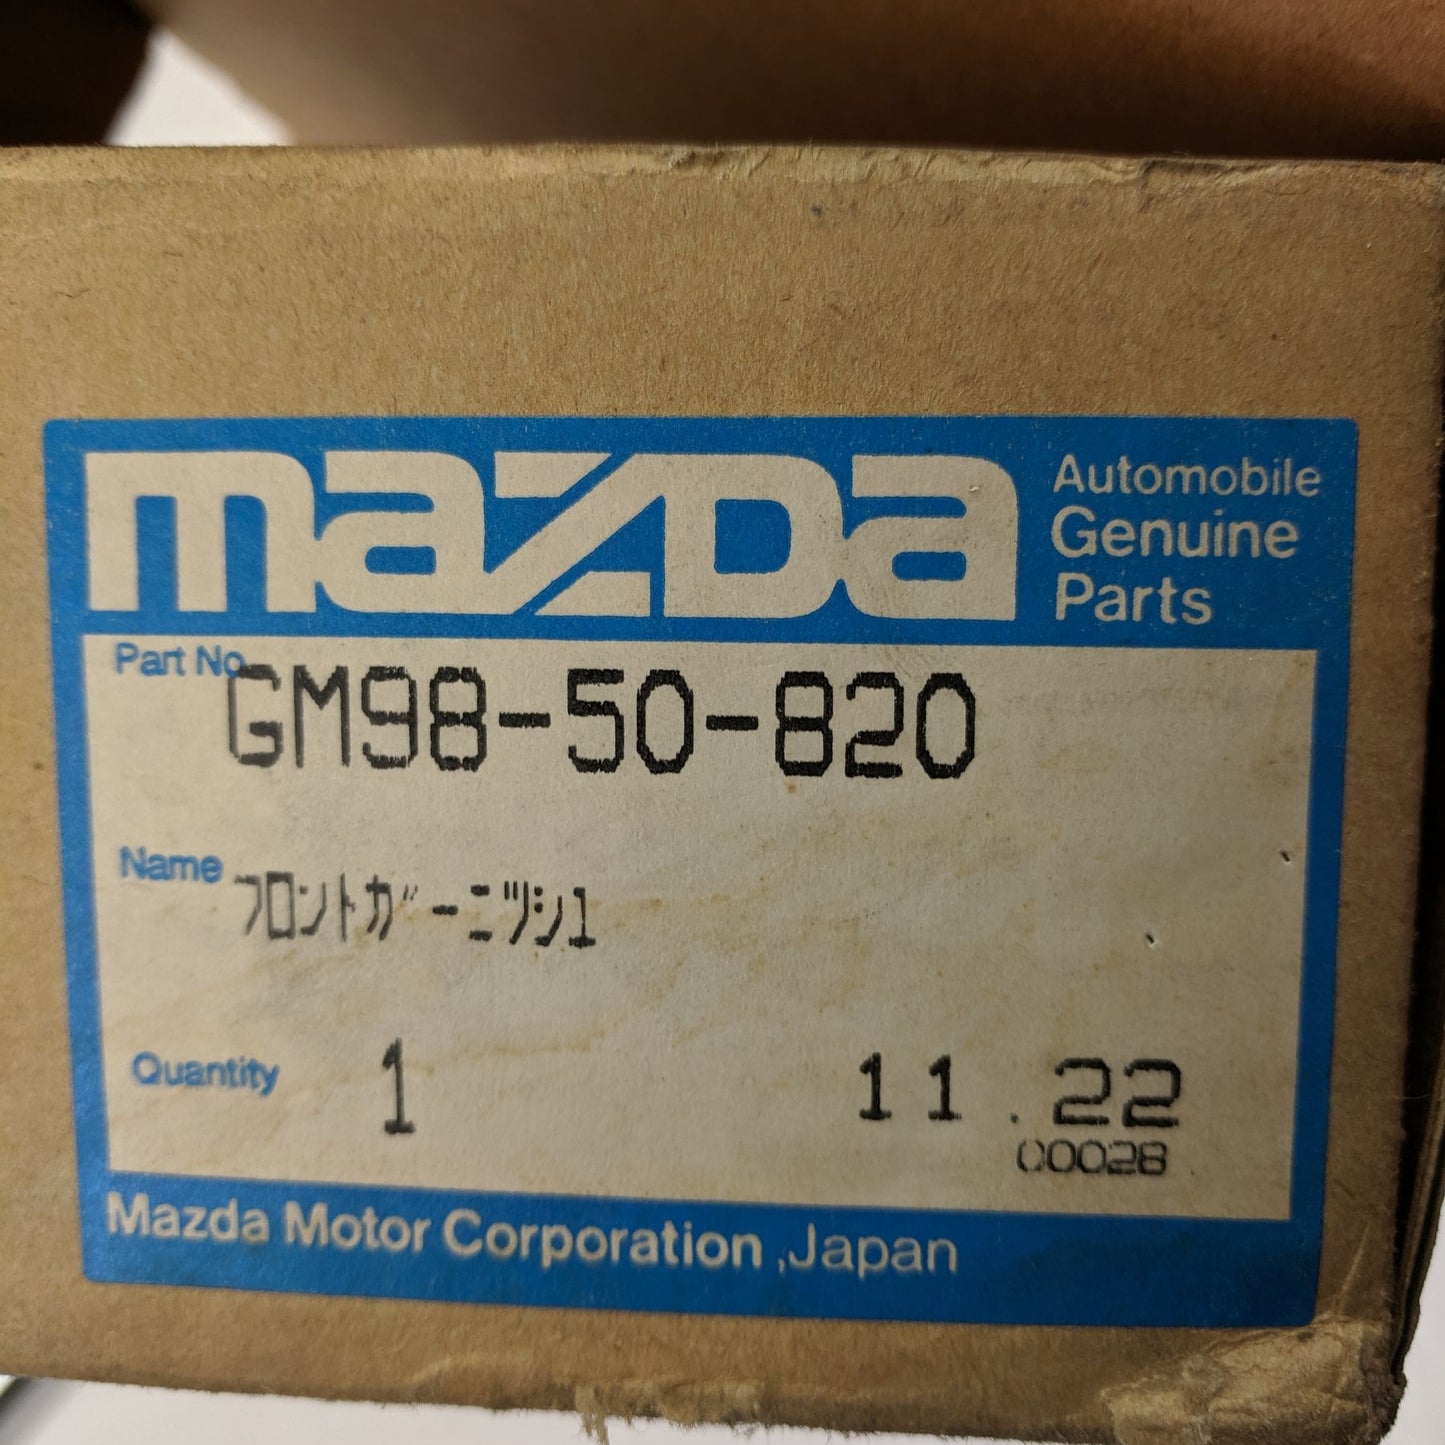 mazda
Automobile
Genuine
Parts
Part No.
GM98-50-820
Name
フロントガーニツシユ
Quantity
1
11.22
00028
Mazda Motor Corporation ,Japan